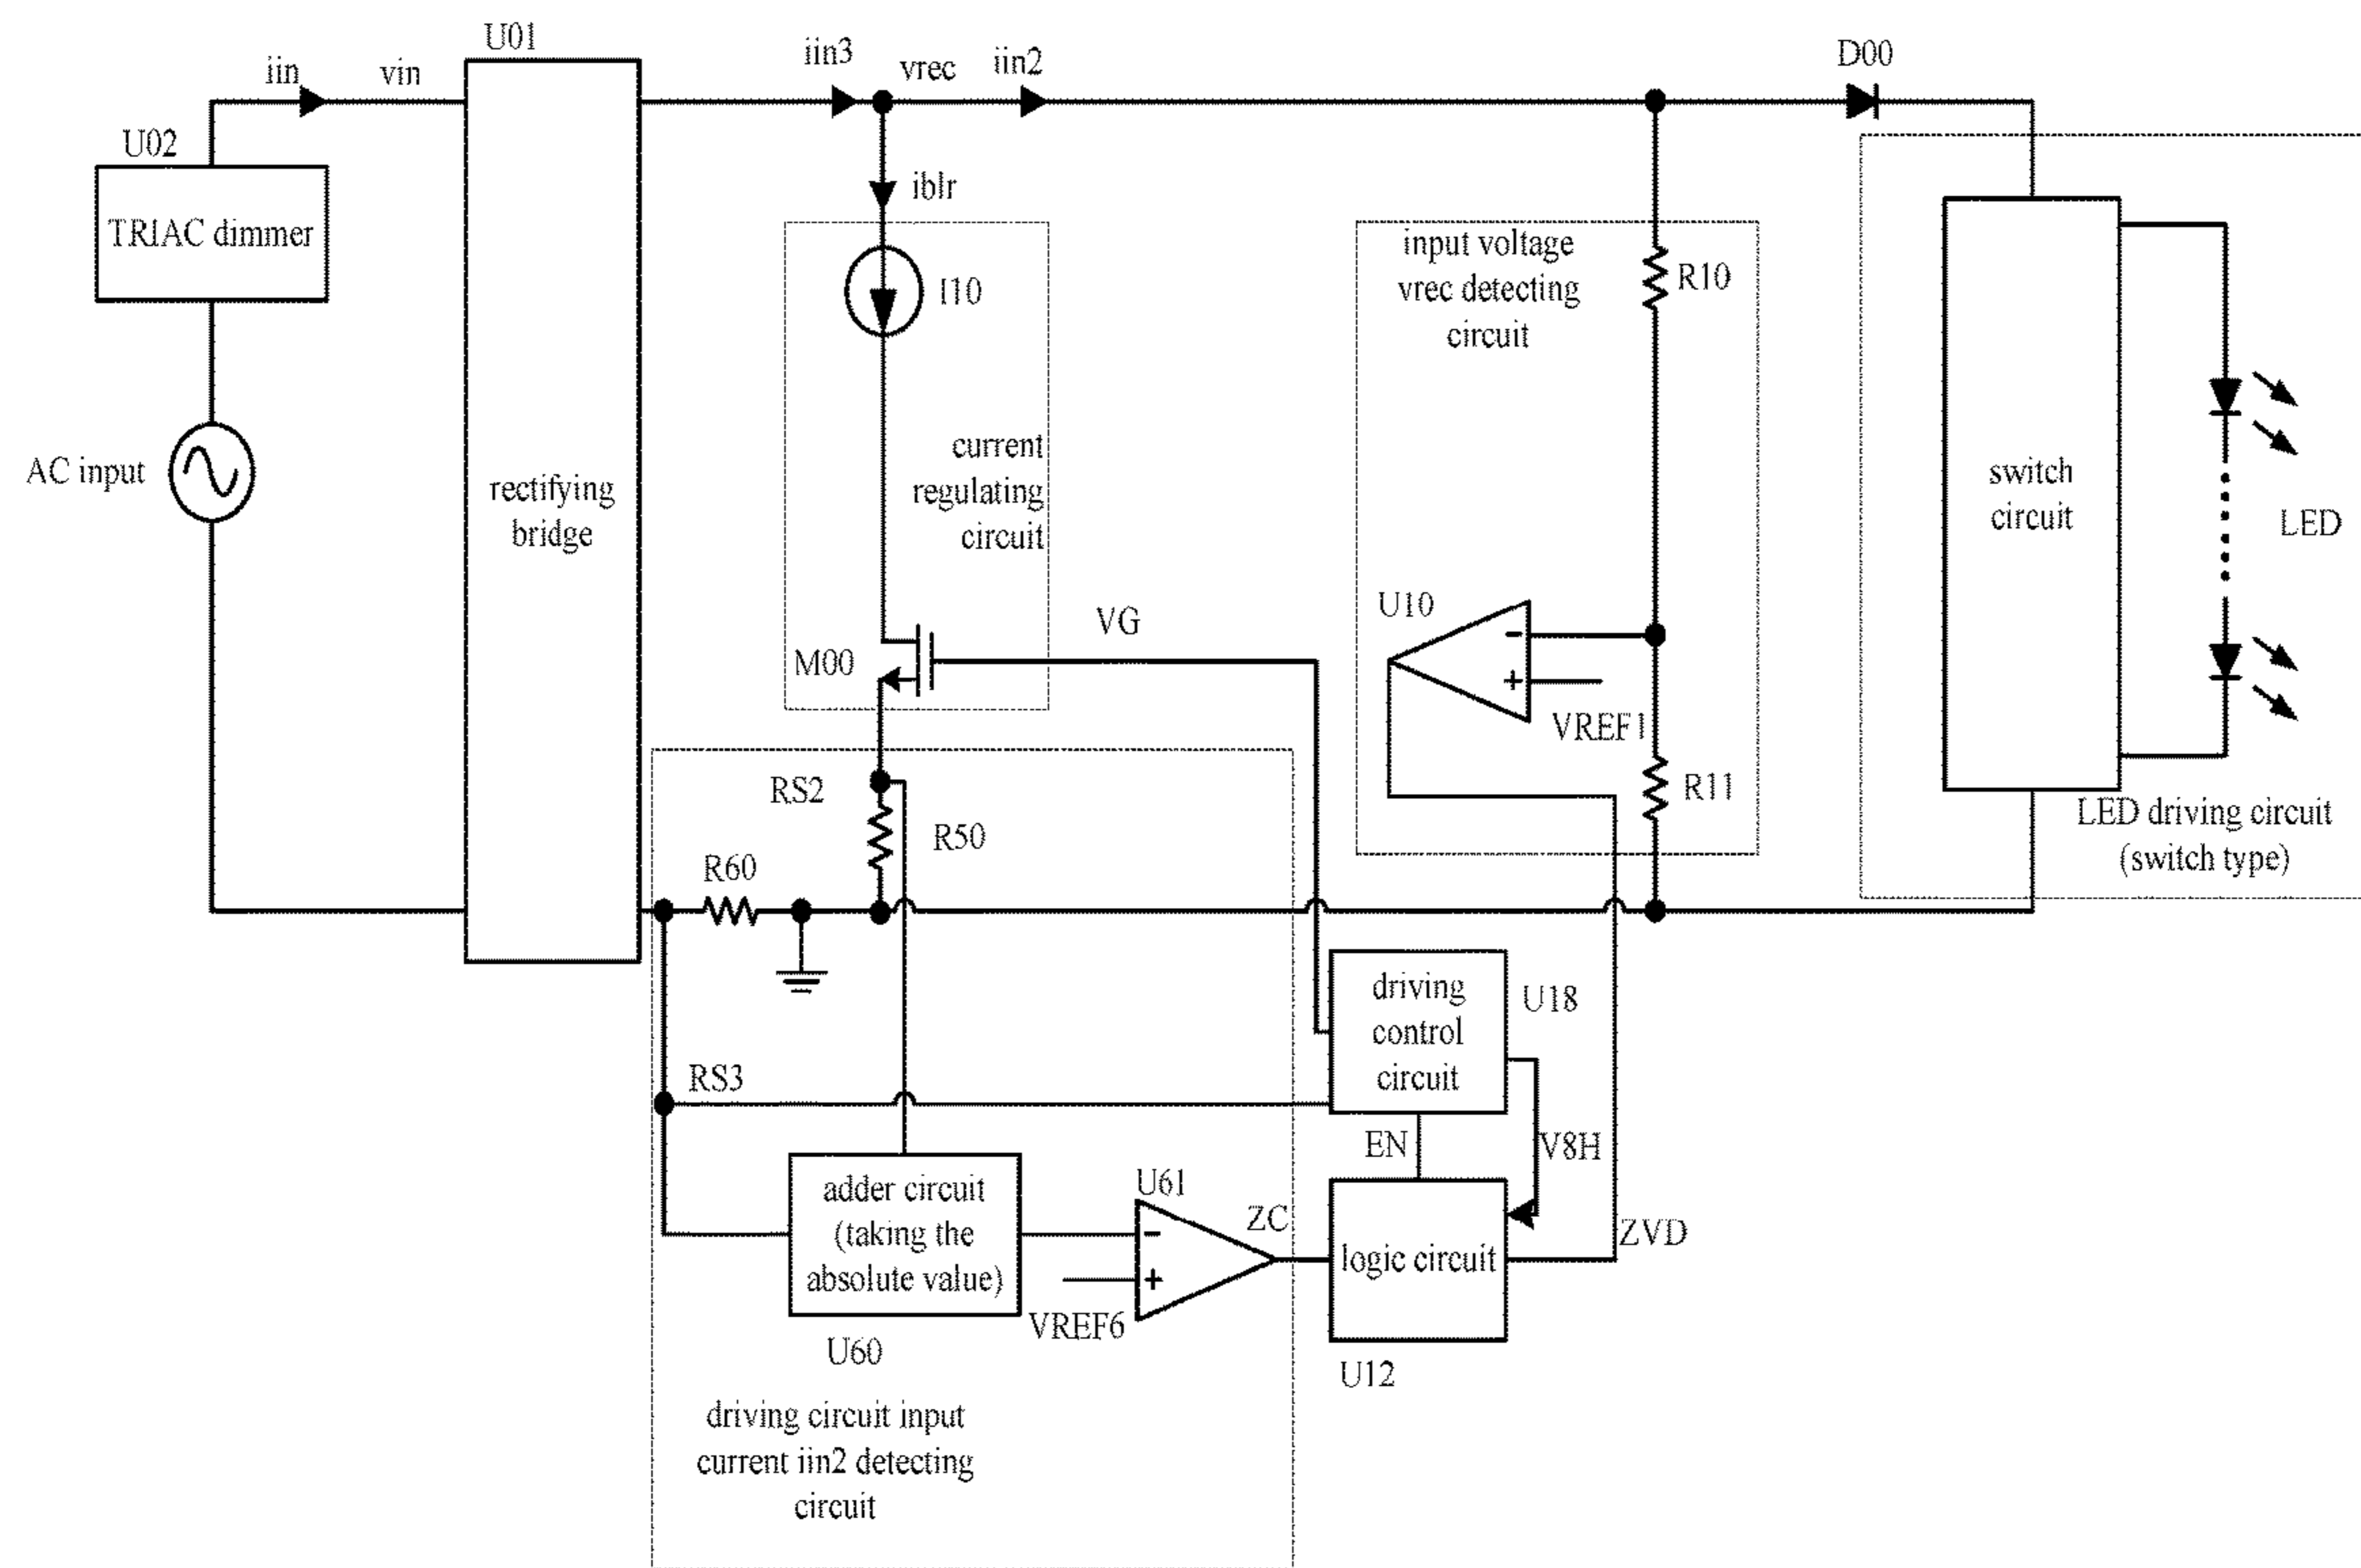 U01
iin
vin
iin3
vrec
iin2
D00
U02
TRIAC dimmer
iblr
I10
input voltage
vrec detecting
circuit
R10
AC input
rectifying
bridge
current
regulating
circuit
switch
circuit
LED
U10
-
+
VREF1
VG
M00
RS2
R50
R11
LED driving circuit
(switch type)
R60
driving
control
circuit
U18
RS3
EN
V8H
adder circuit
(taking the
absolute value)
U60
U61
-
+
VREF6
ZC
logic circuit
ZVD
U12
driving circuit input
current iin2 detecting
circuit